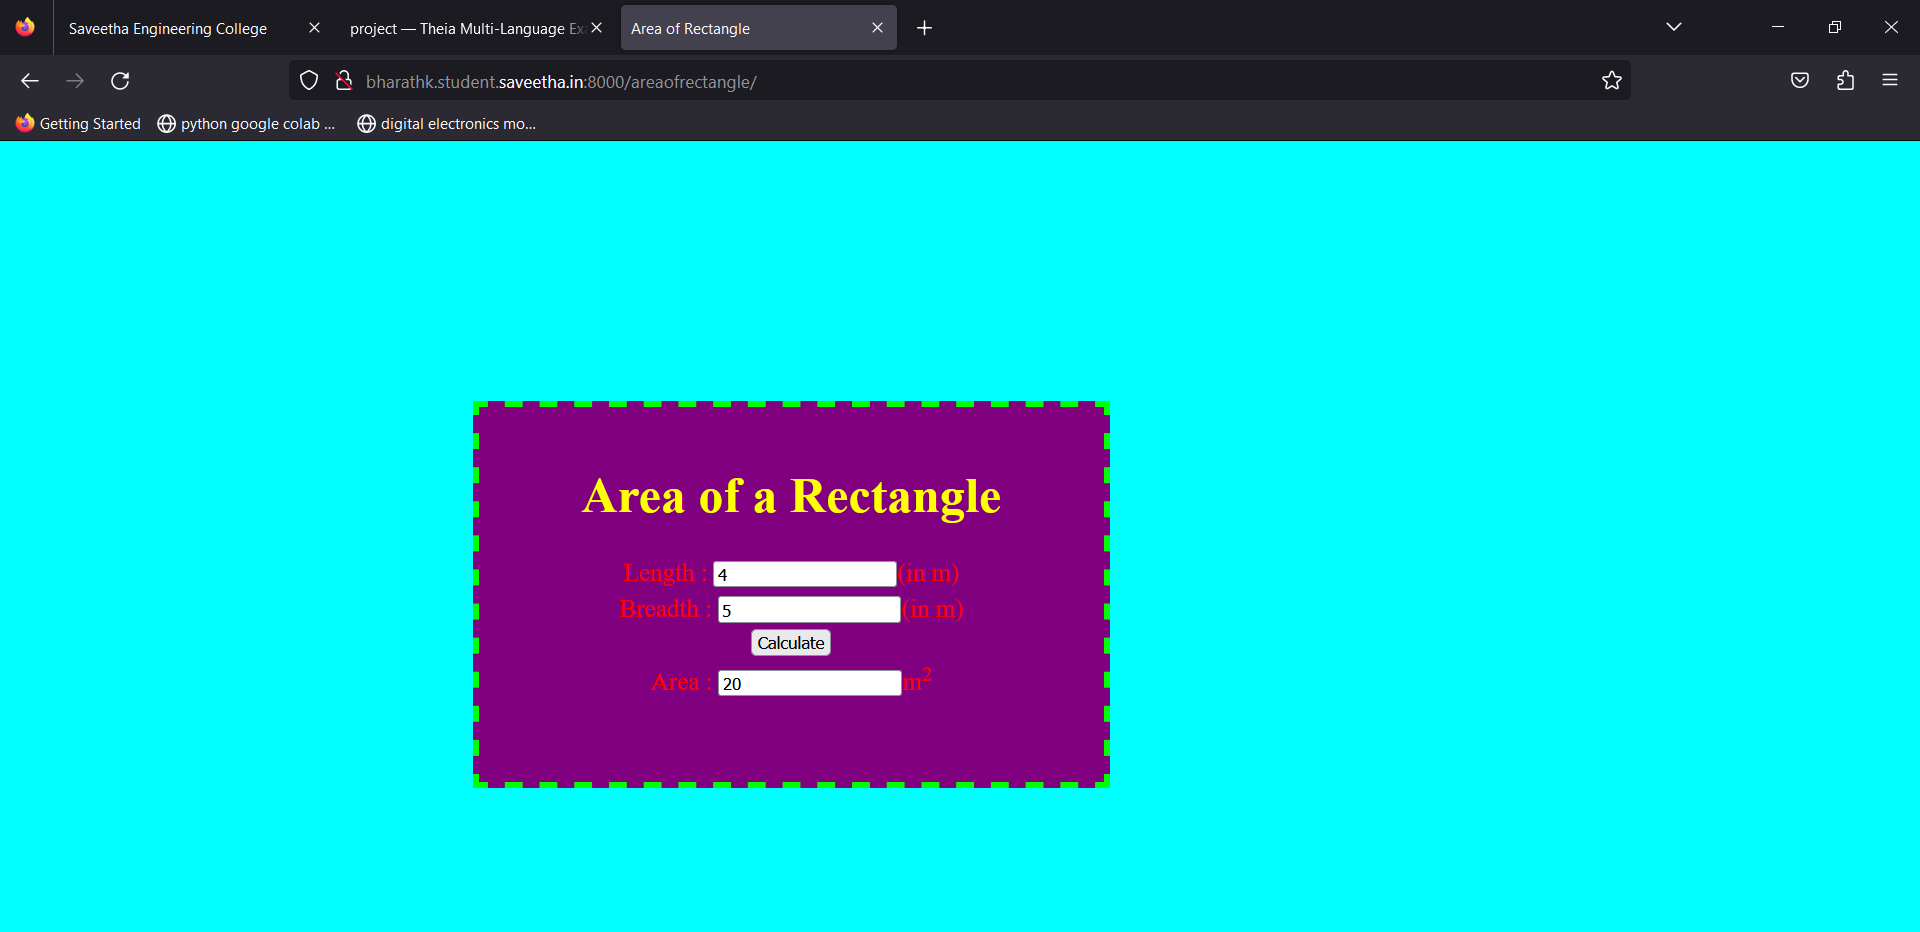 Saveetha Engineering College
project — Theia Multi-Language Ex
Area of Rectangle
bharathk.student.saveetha.in:8000/areaofrectangle/
Getting Started
python google colab ...
digital electronics mo...
Area of a Rectangle
Length : 4 (in m)
Breadth : 5 (in m)
Calculate
Area : 20 m²